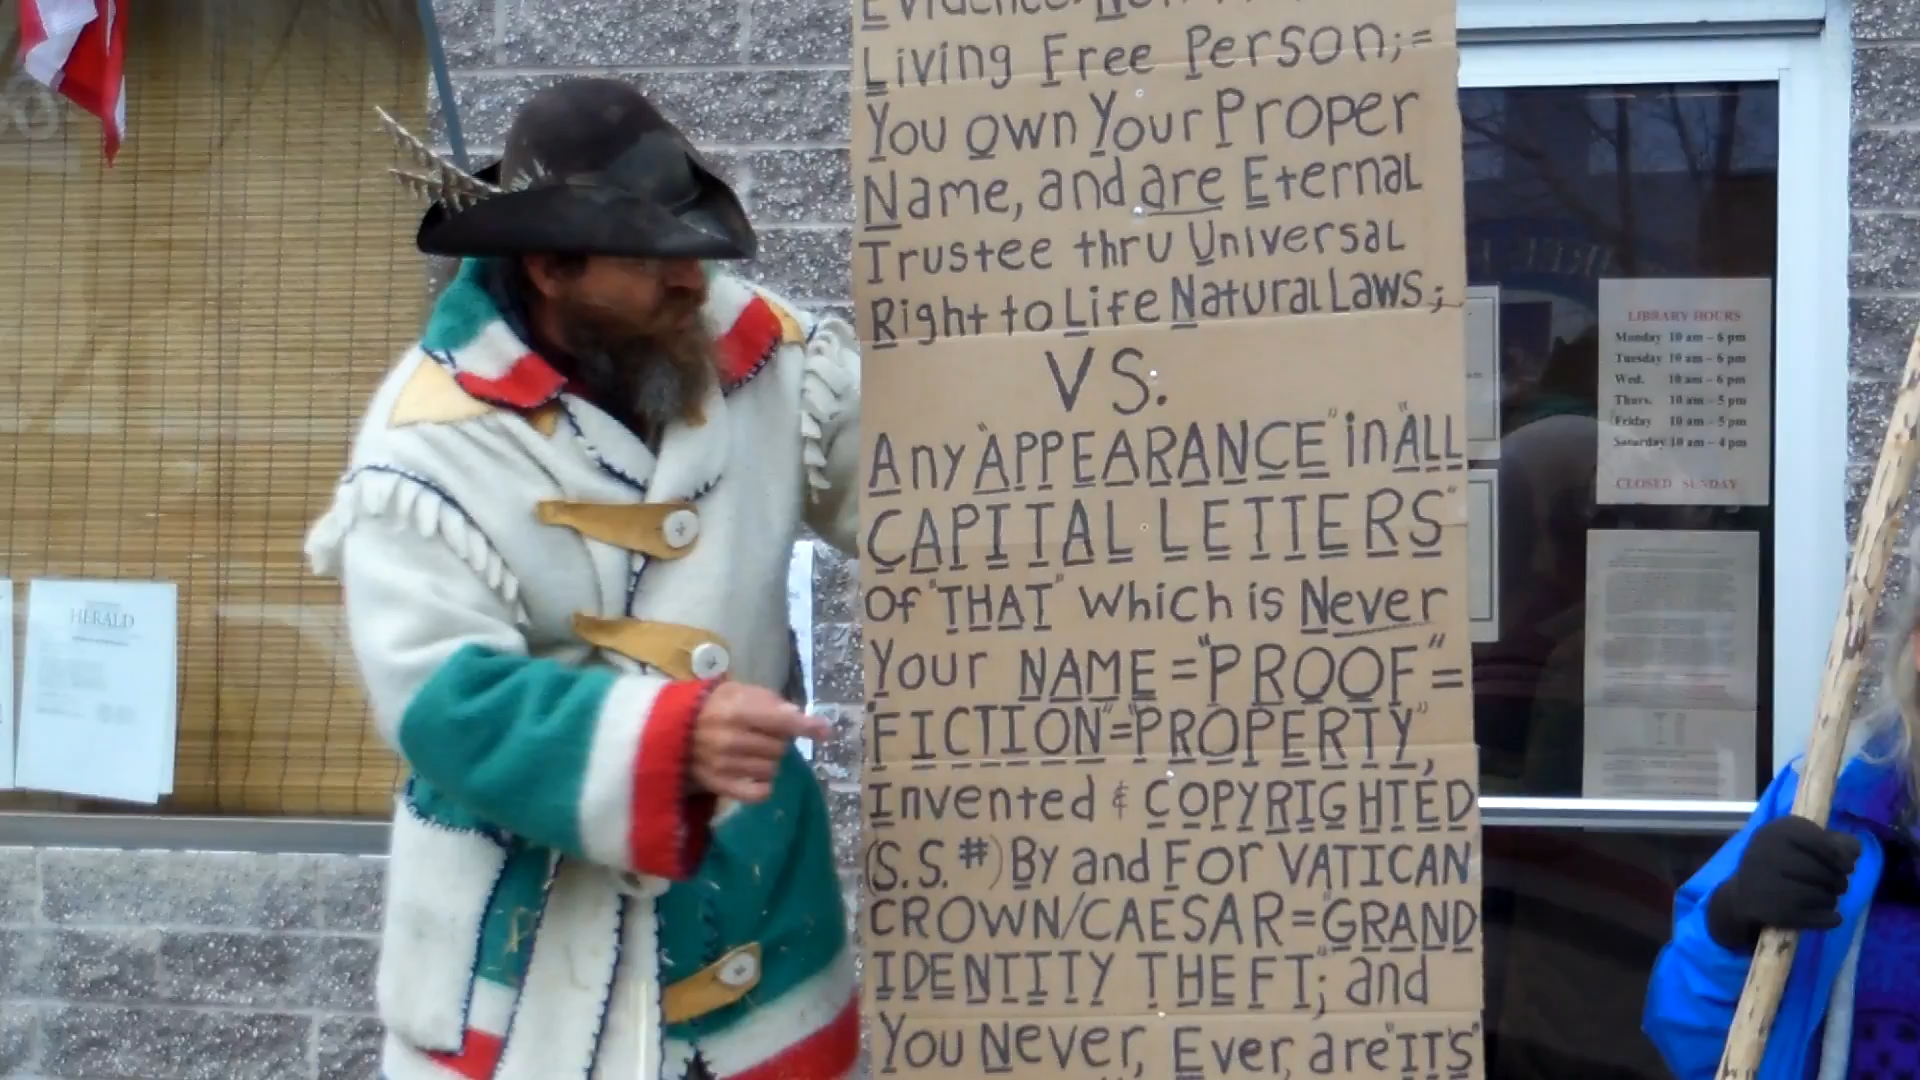 Living Free Person;=
You own Your Proper
Name, and are Eternal
Trustee thru Universal
Right to Life Natural Laws;
VS.
Any "APPEARANCE" in "ALL
CAPITAL LETTERS"
Of "THAT" which is Never
Your NAME = "PROOF" =
"FICTION" = "PROPERTY",
Invented & COPYRIGHTED
(S.S.#) By and For VATICAN
CROWN/CAESAR = "GRAND
IDENTITY THEFT"; and
You Never, Ever, are "IT'S"
HERALD
LIBRARY HOURS
Monday 10 am - 6 pm
Tuesday 10 am - 6 pm
Wed. 10 am - 6 pm
Thurs. 10 am - 5 pm
Friday 10 am - 5 pm
Saturday 10 am - 4 pm
CLOSED SUNDAY